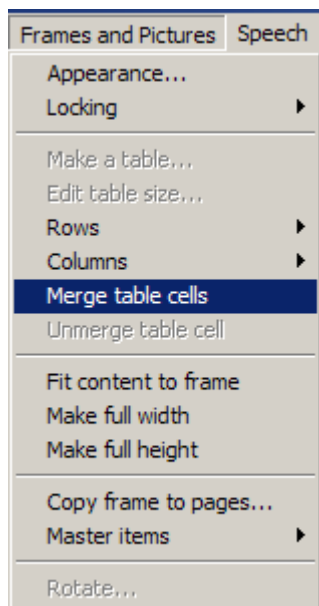 Frames and Pictures Speech
Appearance...
Locking
Make a table...
Edit table size...
Rows
Columns
Merge table cells
Unmerge table cell
Fit content to frame
Make full width
Make full height
Copy frame to pages...
Master items
Rotate...